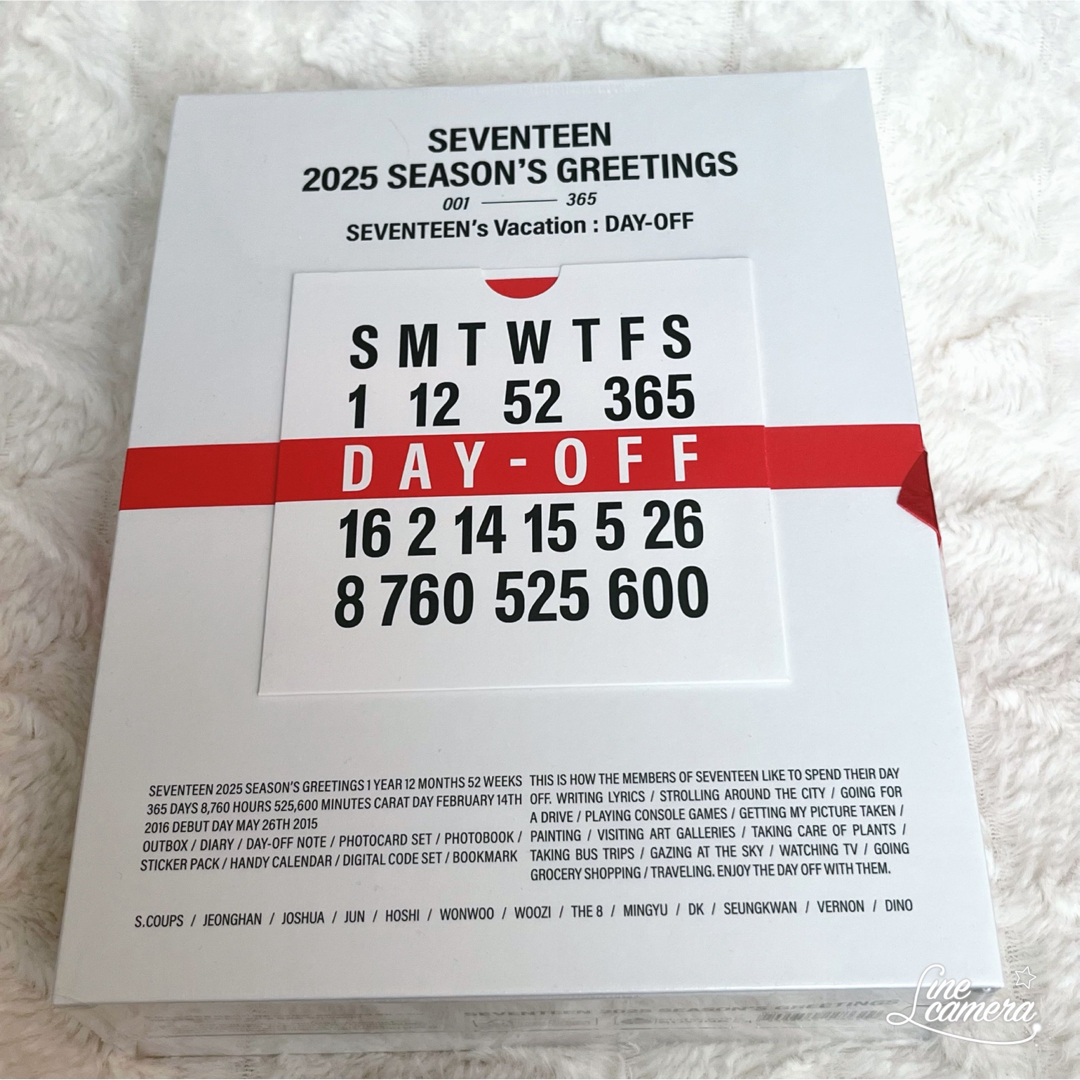 SEVENTEEN
2025 SEASON'S GREETINGS
001 — 365
SEVENTEEN's Vacation : DAY-OFF
S M T W T F S
1 12 52 365
DAY-OFF
16 2 14 15 5 26
8 760 525 600
SEVENTEEN 2025 SEASON'S GREETINGS 1 YEAR 12 MONTHS 52 WEEKS
365 DAYS 8,760 HOURS 525,600 MINUTES CARAT DAY FEBRUARY 14TH
2016 DEBUT DAY MAY 26TH 2015
OUTBOX / DIARY / DAY-OFF NOTE / PHOTOCARD SET / PHOTOBOOK /
STICKER PACK / HANDY CALENDAR / DIGITAL CODE SET / BOOKMARK
THIS IS HOW THE MEMBERS OF SEVENTEEN LIKE TO SPEND THEIR DAY
OFF. WRITING LYRICS / STROLLING AROUND THE CITY / GOING FOR
A DRIVE / PLAYING CONSOLE GAMES / GETTING MY PICTURE TAKEN /
PAINTING / VISITING ART GALLERIES / TAKING CARE OF PLANTS /
TAKING BUS TRIPS / GAZING AT THE SKY / WATCHING TV / GOING
GROCERY SHOPPING / TRAVELING. ENJOY THE DAY OFF WITH THEM.
S.COUPS / JEONGHAN / JOSHUA / JUN / HOSHI / WONWOO / WOOZI / THE 8 / MINGYU / DK / SEUNGKWAN / VERNON / DINO
SEVENTEEN 2025 SEASON'S GREETINGS
Line
camera